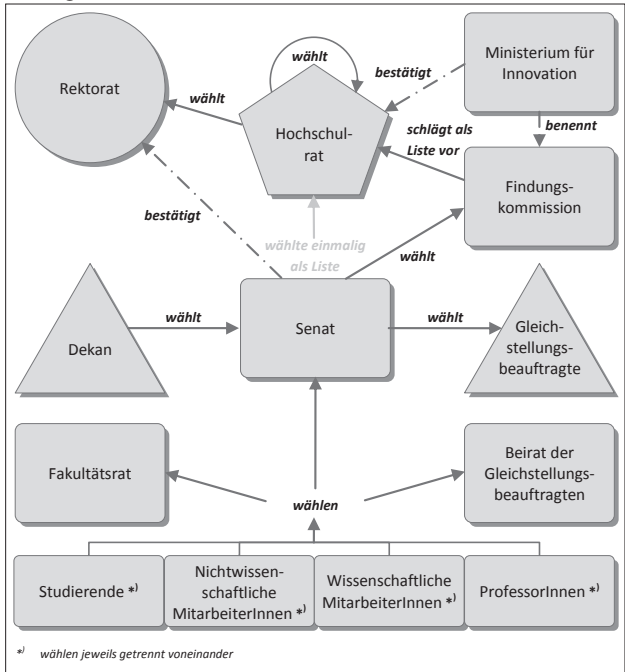 Rektorat
wählt
wählt
bestätigt
Ministerium für
Innovation
Hochschul-
rat
schlägt als
Liste vor
benennt
Findungs-
kommission
bestätigt
wählte einmalig
als Liste
wählt
Dekan
wählt
Senat
wählt
Gleich-
stellungs-
beauftragte
Fakultätsrat
wählen
Beirat der
Gleichstellungs-
beauftragten
Studierende *)
Nichtwissen-
schaftliche
MitarbeiterInnen *)
Wissenschaftliche
MitarbeiterInnen *)
ProfessorInnen *)
*) wählen jeweils getrennt voneinander